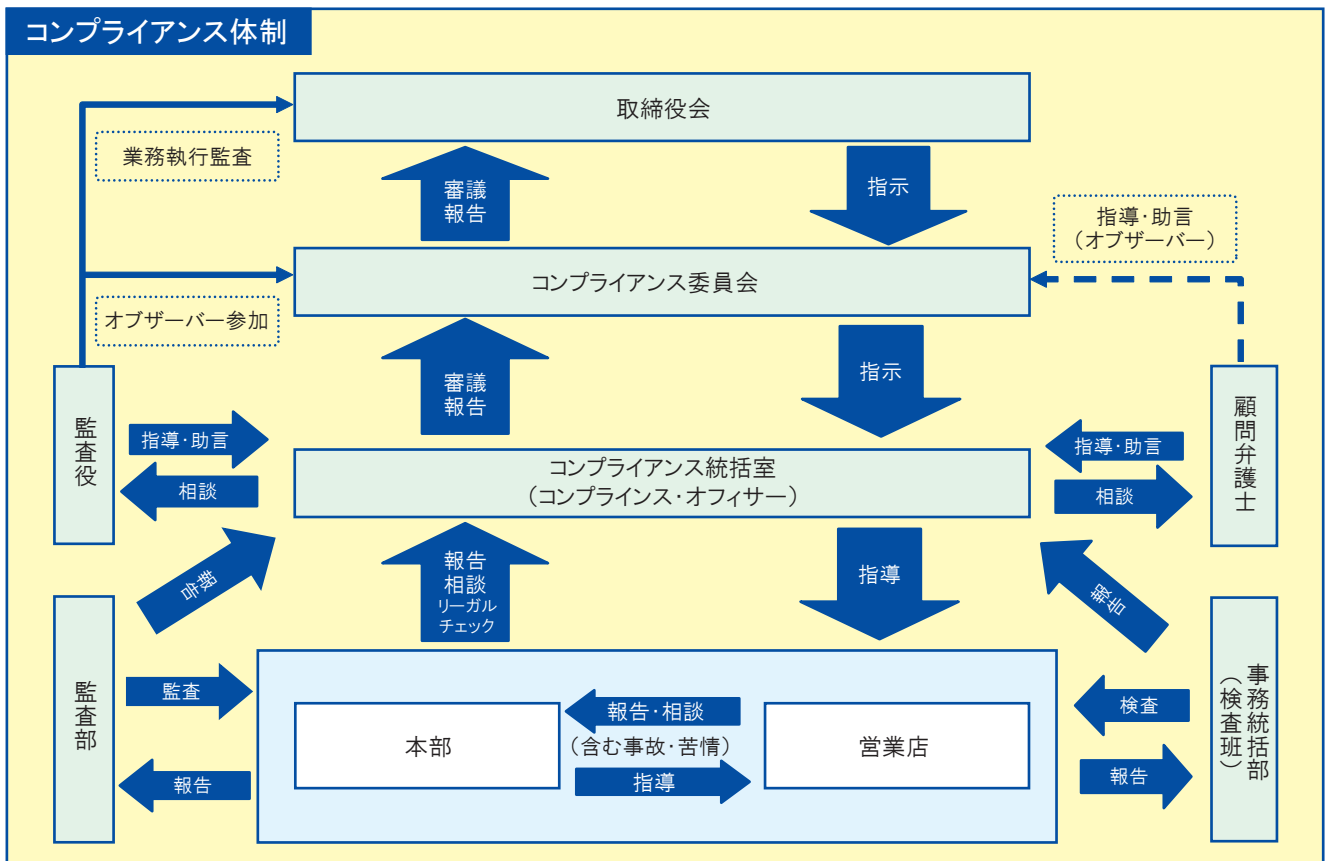 コンプライアンス体制
取締役会
業務執行監査
審議
報告
指示
指導・助言
（オブザーバー）
コンプライアンス委員会
オブザーバー参加
審議
報告
指示
監査役
指導・助言
相談
コンプライアンス統括室
（コンプラインス・オフィサー）
指導・助言
相談
顧問弁護士
報告
報告
相談
リーガル
チェック
指導
報告
監査部
監査
報告
本部
報告・相談
（含む事故・苦情）
指導
営業店
検査
報告
事務統括部
（検査班）